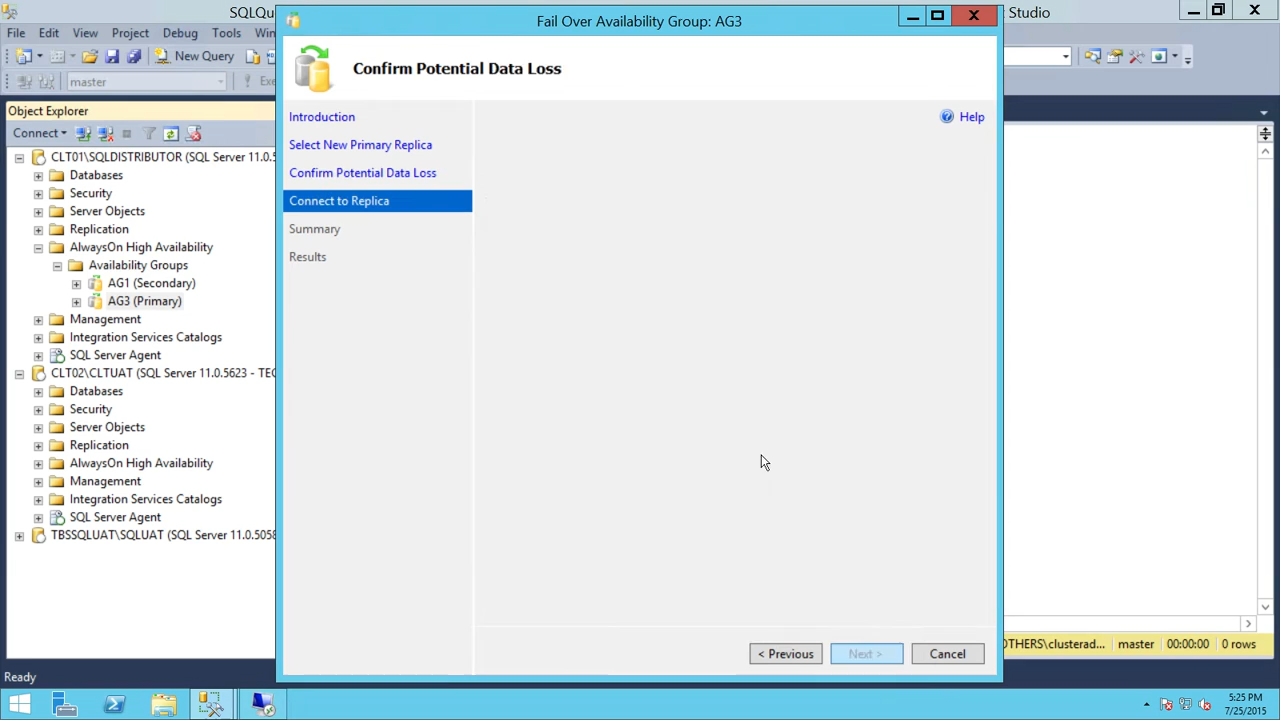 SQLQu
Fail Over Availability Group: AG3
Studio
File Edit View Project Debug Tools Win
New Query
master
Exe
Confirm Potential Data Loss
Object Explorer
Connect
CLT01\SQLDISTRIBUTOR (SQL Server 11.0.5
Databases
Security
Server Objects
Replication
AlwaysOn High Availability
Availability Groups
AG1 (Secondary)
AG3 (Primary)
Management
Integration Services Catalogs
SQL Server Agent
CLT02\CLTUAT (SQL Server 11.0.5623 - TEC
Databases
Security
Server Objects
Replication
AlwaysOn High Availability
Management
Integration Services Catalogs
SQL Server Agent
TBSSQLUAT\SQLUAT (SQL Server 11.0.5058
Introduction
Help
Select New Primary Replica
Confirm Potential Data Loss
Connect to Replica
Summary
Results
< Previous Next > Cancel
OTHERS\clusterad... master 00:00:00 0 rows
Ready
5:25 PM
7/25/2015